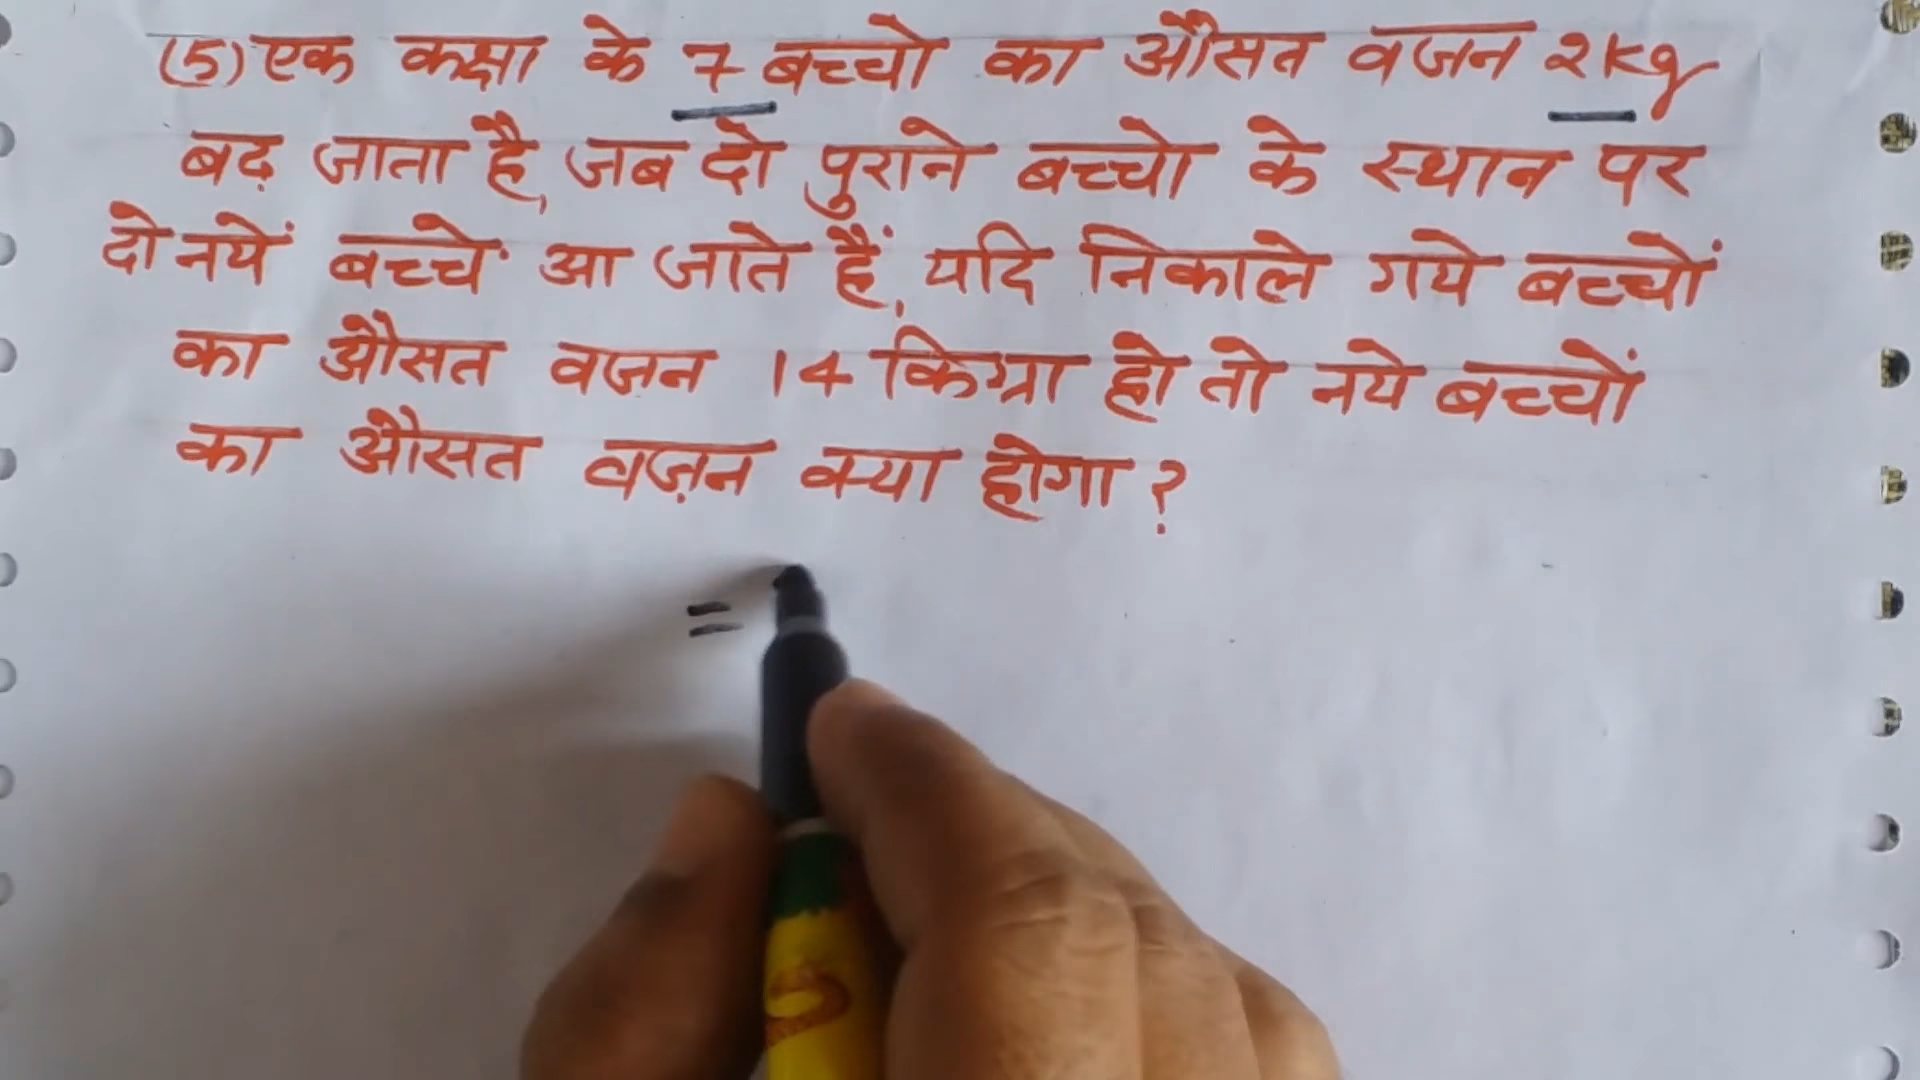 (5) एक कक्षा के 7 बच्चो का औसत वजन 2Kg
बढ़ जाता है, जब दो पुराने बच्चो के स्थान पर
दो नयें बच्चे आ जाते हैं, यदि निकाले गये बच्चों
का औसत वजन 14 किग्रा हो तो नये बच्चों
का औसत वज़न क्या होगा ?
=